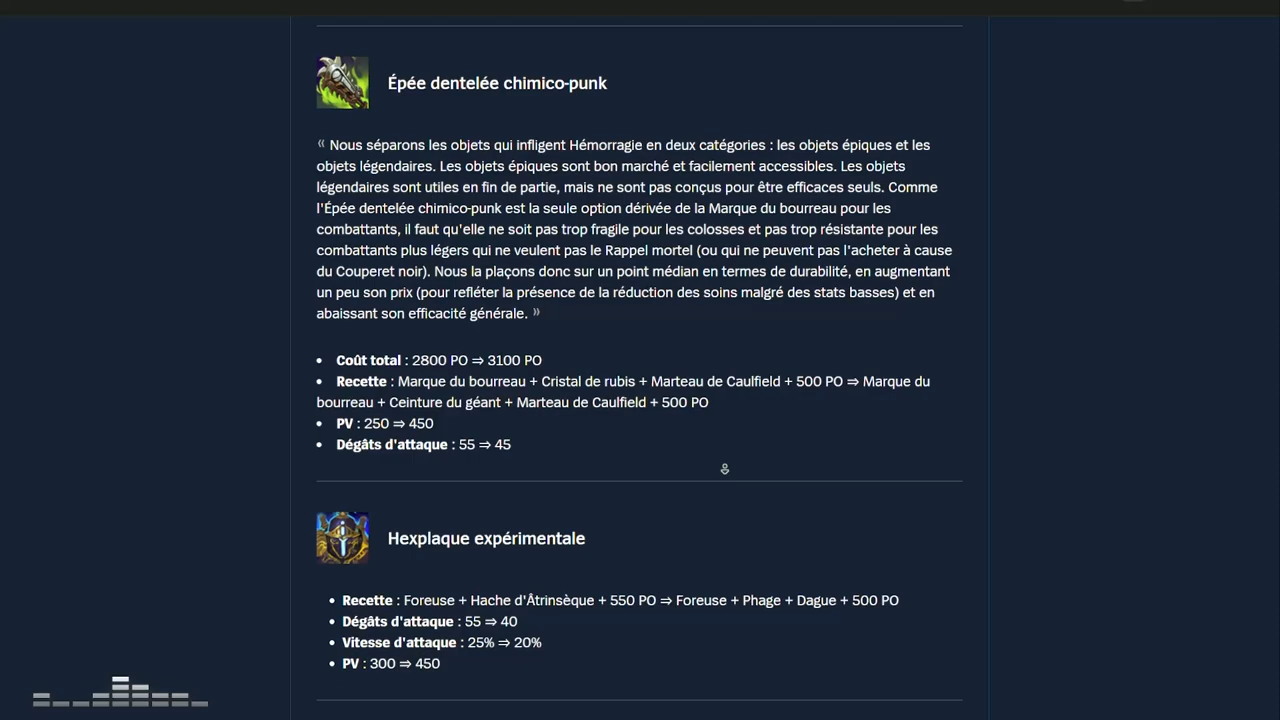 Épée dentelée chimico-punk
« Nous séparons les objets qui infligent Hémorragie en deux catégories : les objets épiques et les
objets légendaires. Les objets épiques sont bon marché et facilement accessibles. Les objets
légendaires sont utiles en fin de partie, mais ne sont pas conçus pour être efficaces seuls. Comme
l'Épée dentelée chimico-punk est la seule option dérivée de la Marque du bourreau pour les
combattants, il faut qu'elle ne soit pas trop fragile pour les colosses et pas trop résistante pour les
combattants plus légers qui ne veulent pas le Rappel mortel (ou qui ne peuvent pas l'acheter à cause
du Couperet noir). Nous la plaçons donc sur un point médian en termes de durabilité, en augmentant
un peu son prix (pour refléter la présence de la réduction des soins malgré des stats basses) et en
abaissant son efficacité générale. »
• Coût total : 2800 PO ⇒ 3100 PO
• Recette : Marque du bourreau + Cristal de rubis + Marteau de Caulfield + 500 PO ⇒ Marque du
bourreau + Ceinture du géant + Marteau de Caulfield + 500 PO
• PV : 250 ⇒ 450
• Dégâts d'attaque : 55 ⇒ 45
Hexplaque expérimentale
• Recette : Foreuse + Hache d'Âtrinsèque + 550 PO ⇒ Foreuse + Phage + Dague + 500 PO
• Dégâts d'attaque : 55 ⇒ 40
• Vitesse d'attaque : 25% ⇒ 20%
• PV : 300 ⇒ 450